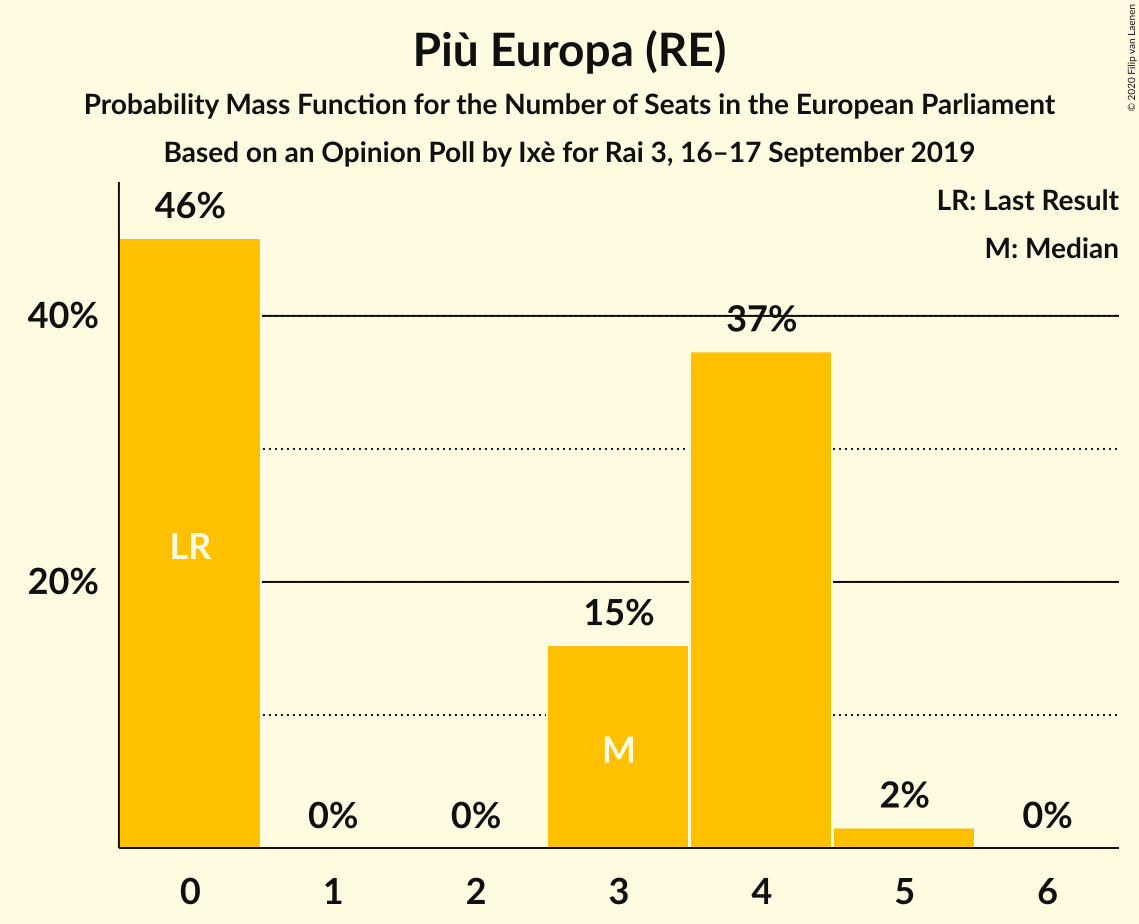 Più Europa (RE)
Probability Mass Function for the Number of Seats in the European Parliament
Based on an Opinion Poll by Ixè for Rai 3, 16–17 September 2019
© 2020 Filip van Laenen
LR: Last Result
M: Median
46%
40%
37%
LR
20%
15%
M
2%
0%
0%
0%
0
1
2
3
4
5
6